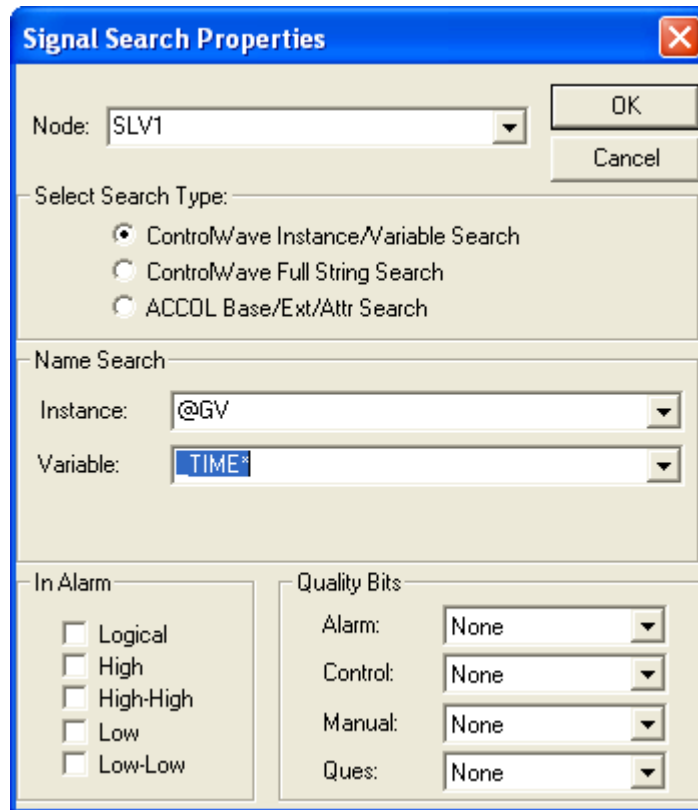 Signal Search Properties
OK
Node: SLV1
Cancel
Select Search Type:
ControlWave Instance/Variable Search
ControlWave Full String Search
ACCOL Base/Ext/Attr Search
Name Search
Instance: @GV
Variable: _TIME*
In Alarm
Logical
High
High-High
Low
Low-Low
Quality Bits
Alarm: None
Control: None
Manual: None
Ques: None